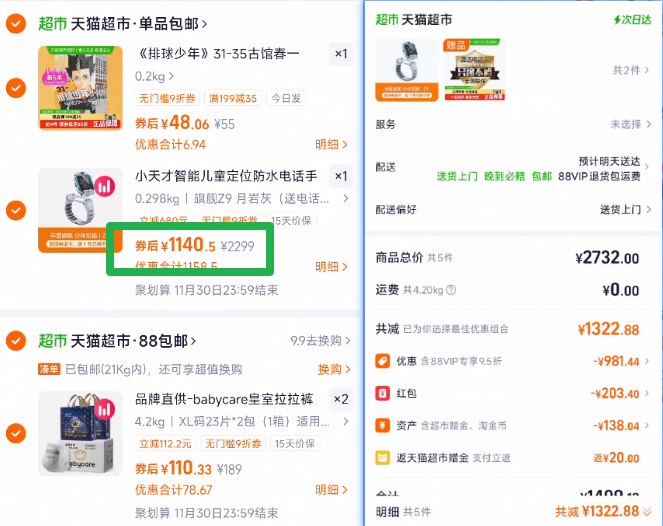 超市 天猫超市·单品包邮>
《排球少年》31-35古馆春一 ×1
0.2kg >
无门槛9折券 满199减35 今日发
券后 ¥48.06 ¥55
优惠合计6.94 明细 >
小天才智能儿童定位防水电话手 ×1
0.298kg | 旗舰Z9 月岩灰（送电话... >
立减680元 无门槛9折券 15天价保
券后 ¥1140.5 ¥2299
优惠合计1158.5 明细 >
聚划算 11月30日23:59结束
超市 天猫超市·88包邮> 9.9去换购 >
凑单 已包邮(21Kg内)，还可享超值换购 换购 >
品牌直供-babycare皇室拉拉裤 ×2
4.2kg | XL码23片*2包（1箱）适用... >
立减112.2元 无门槛9折券 15天价保
券后 ¥110.33 ¥189
优惠合计78.67 明细 >
聚划算 11月30日23:59结束
超市 天猫超市 次日达
赠品
共2件 >
服务 未选择 >
配送 预计明天送达 >
送货上门 晚到必赔 包邮 88VIP退货包运费
配送偏好 送货上门 >
商品总价 共5件 ¥2732.00
运费 共4.20kg ? ¥0.00
共减 已为你选择最佳优惠组合 ¥1322.88
优惠 含88VIP专享9.5折 -¥981.44 >
红包 -¥203.40 >
资产 含超市赠金、淘金币 -¥138.04 >
返天猫超市赠金 支付立返 返¥20.00
明细 共5件 共减 ¥1322.88